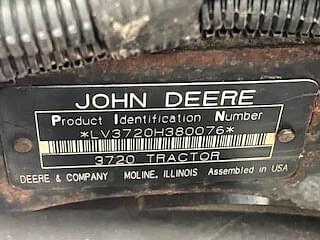 JOHN DEERE
Product Identification Number
*LV3720H380076*
3720 TRACTOR
DEERE & COMPANY MOLINE, ILLINOIS Assembled in USA